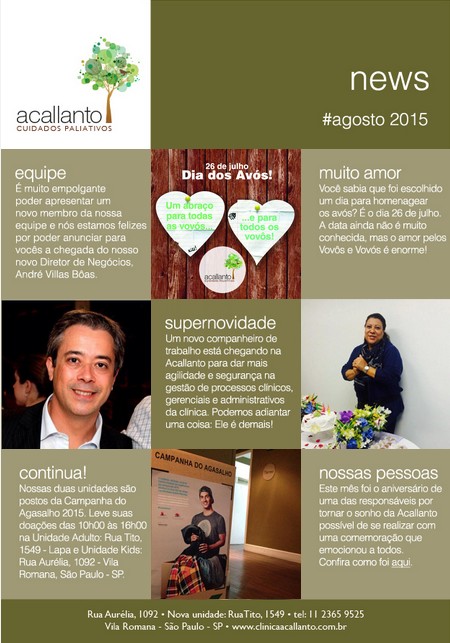 acallanto
CUIDADOS PALIATIVOS
news
#agosto 2015
equipe
É muito empolgante
poder apresentar um
novo membro da nossa
equipe e nós estamos felizes
por poder anunciar para
vocês a chegada do nosso
novo Diretor de Negócios,
André Villas Bôas.
26 de julho
Dia dos Avós!
Um abraço
para todas
as vovós...
...e para
todos os
vovôs!
acallanto
muito amor
Você sabia que foi escolhido
um dia para homenagear
os avós? É o dia 26 de julho.
A data ainda não é muito
conhecida, mas o amor pelos
Vovôs e Vovós é enorme!
supernovidade
Um novo companheiro de
trabalho está chegando na
Acallanto para dar mais
agilidade e segurança na
gestão de processos clínicos,
gerenciais e administrativos
da clínica. Podemos adiantar
uma coisa: Ele é demais!
continua!
Nossas duas unidades são
postos da Campanha do
Agasalho 2015. Leve suas
doações das 10h00 às 16h00
na Unidade Adulto: Rua Tito,
1549 - Lapa e Unidade Kids:
Rua Aurélia, 1092 - Vila
Romana, São Paulo - SP.
CAMPANHA DO AGASALHO
nossas pessoas
Este mês foi o aniversário de
uma das responsáveis por
tornar o sonho da Acallanto
possível de se realizar com
uma comemoração que
emocionou a todos.
Confira como foi aqui.
Rua Aurélia, 1092 • Nova unidade: Rua Tito, 1549 • tel: 11 2365 9525
Vila Romana - São Paulo - SP • www.clinicaacallanto.com.br